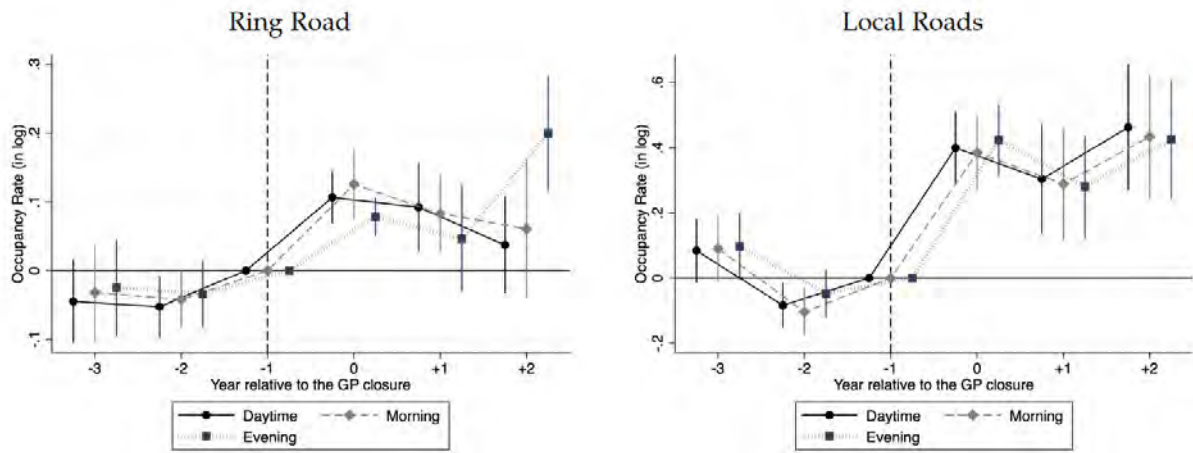 Ring Road
Occupancy Rate (in log)
.3
.2
.1
0
-.1
-3
-2
-1
0
+1
+2
Year relative to the GP closure
Daytime
Morning
Evening
Local Roads
Occupancy Rate (in log)
.6
.4
.2
0
-.2
-3
-2
-1
0
+1
+2
Year relative to the GP closure
Daytime
Morning
Evening